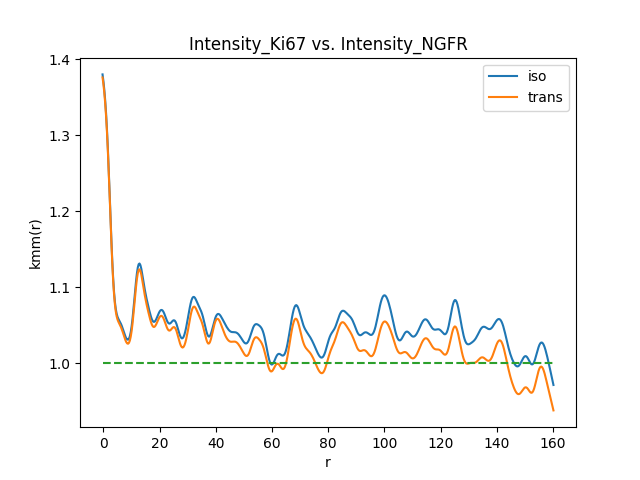 Intensity_Ki67 vs. Intensity_NGFR
iso
trans
kmm(r)
1.4
1.3
1.2
1.1
1.0
0 20 40 60 80 100 120 140 160
r